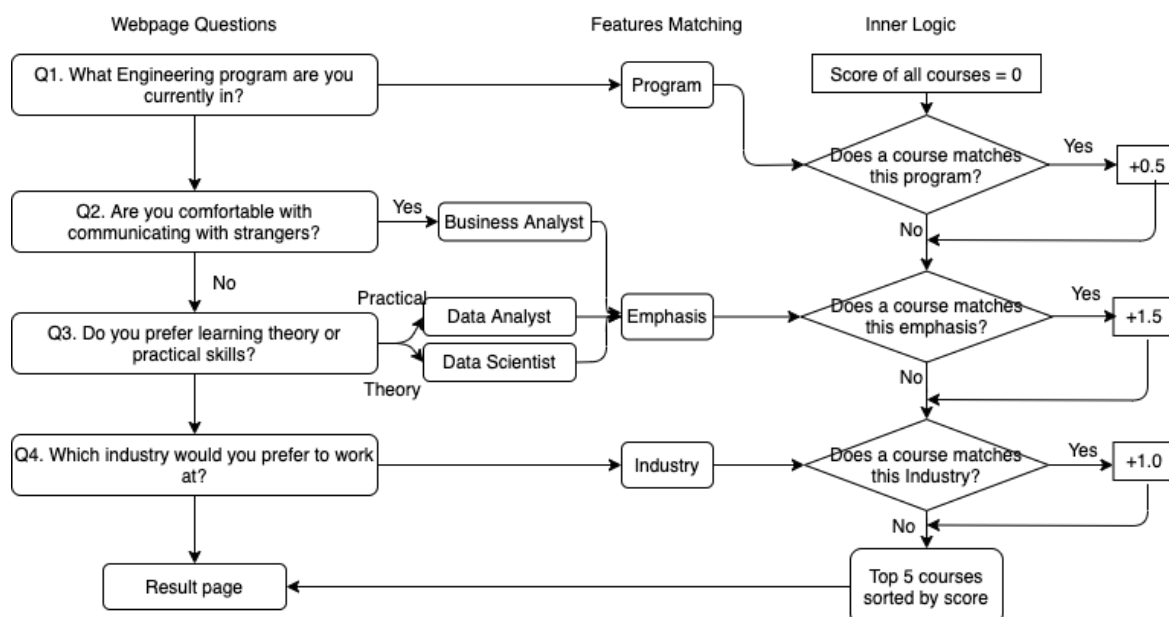 Webpage Questions
Features Matching
Inner Logic
Q1. What Engineering program are you
currently in?
Program
Score of all courses = 0
Does a course matches
this program?
Yes
+0.5
No
Q2. Are you comfortable with
communicating with strangers?
Yes
Business Analyst
No
Q3. Do you prefer learning theory or
practical skills?
Practical
Data Analyst
Theory
Data Scientist
Emphasis
Does a course matches
this emphasis?
Yes
+1.5
No
Q4. Which industry would you prefer to work
at?
Industry
Does a course matches
this Industry?
Yes
+1.0
No
Result page
Top 5 courses
sorted by score